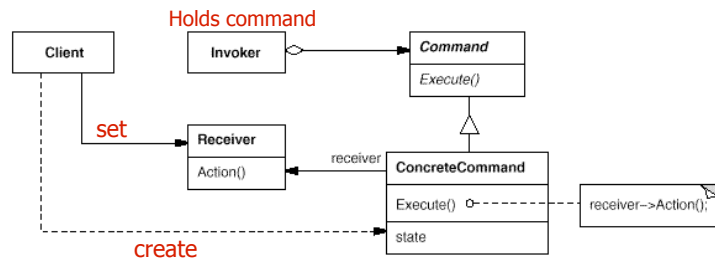 Holds command
Client
Invoker
Command
Execute()
set
Receiver
Action()
receiver
ConcreteCommand
Execute()
receiver->Action();
state
create